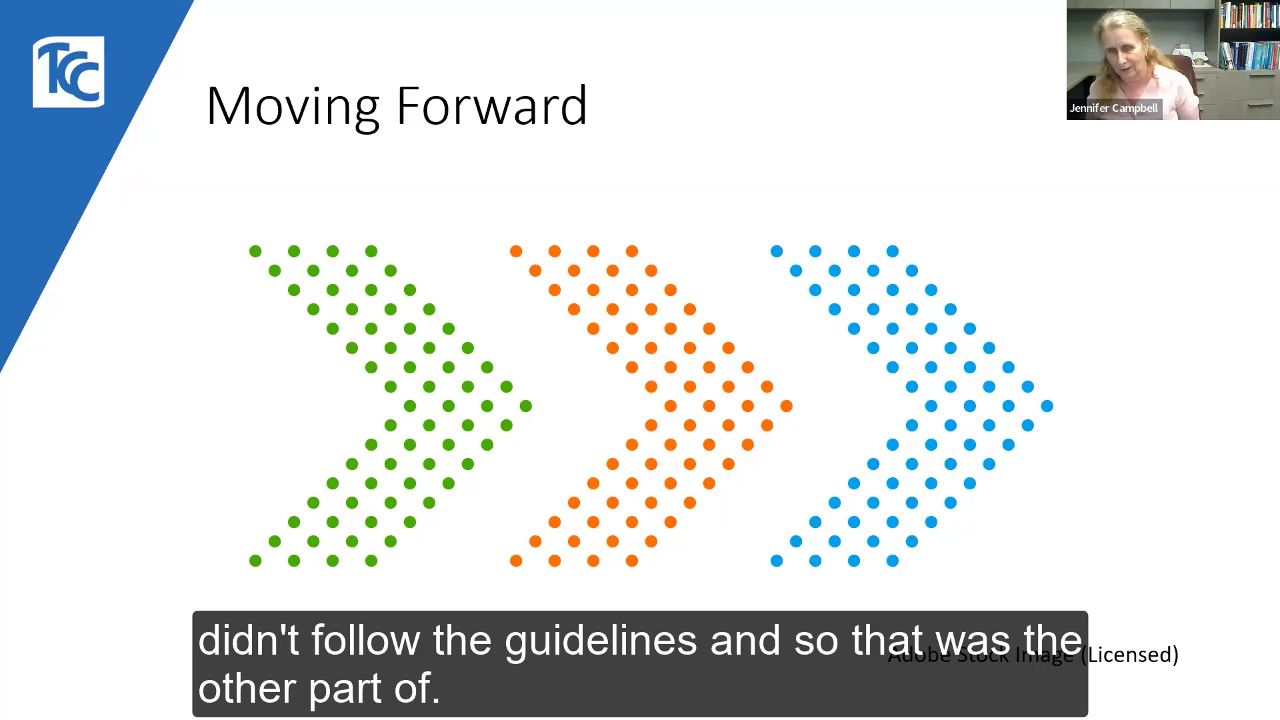 TCC
Moving Forward
Jennifer Campbell
didn't follow the guidelines and so that was the
other part of.
Adobe Stock Image (Licensed)